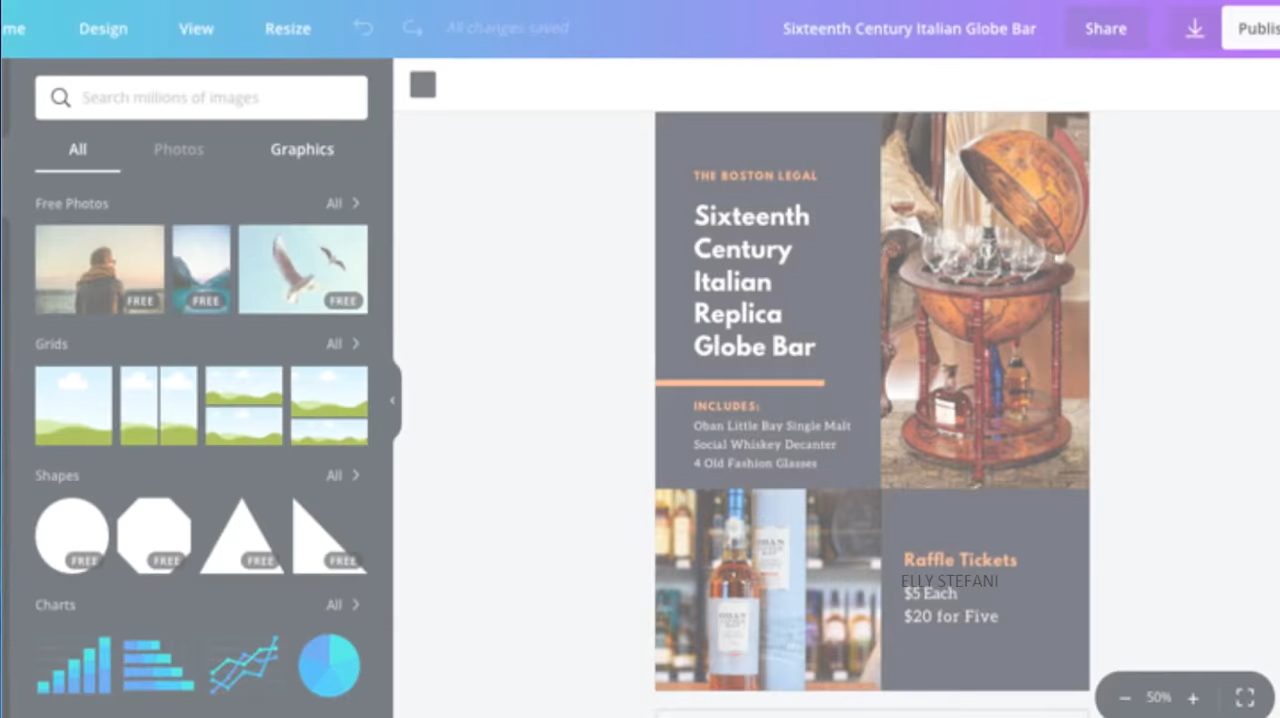 me Design View Resize All changes saved Sixteenth Century Italian Globe Bar Share Publis
Search millions of images
All Photos Graphics
Free Photos All
FREE FREE FREE
Grids All
Shapes All
FREE FREE FREE FREE
Charts All
THE BOSTON LEGAL
Sixteenth
Century
Italian
Replica
Globe Bar
INCLUDES:
Oban Little Bay Single Malt
Social Whiskey Decanter
4 Old Fashion Glasses
OBAN
OBAN
Raffle Tickets
ELLY STEFANI
$5 Each
$20 for Five
50%